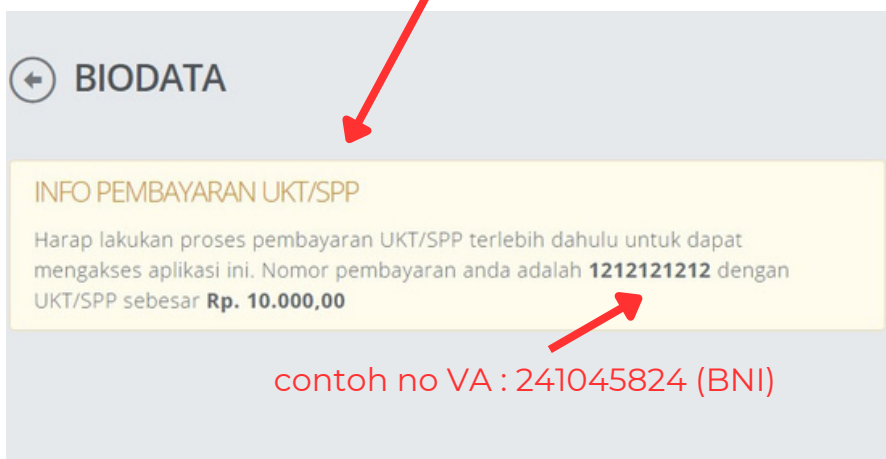 BIODATA
INFO PEMBAYARAN UKT/SPP
Harap lakukan proses pembayaran UKT/SPP terlebih dahulu untuk dapat
mengakses aplikasi ini. Nomor pembayaran anda adalah 1212121212 dengan
UKT/SPP sebesar Rp. 10.000,00
contoh no VA : 241045824 (BNI)